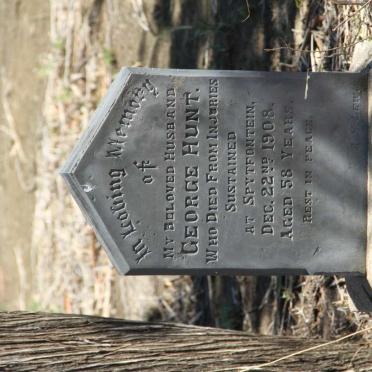 In Loving Memory
of
MY BELOVED HUSBAND
GEORGE HUNT.
WHO DIED FROM INJURIES
SUSTAINED
AT SPYTFONTEIN,
DEC. 22ND 1908.
AGED 58 YEARS.
REST IN PEACE.